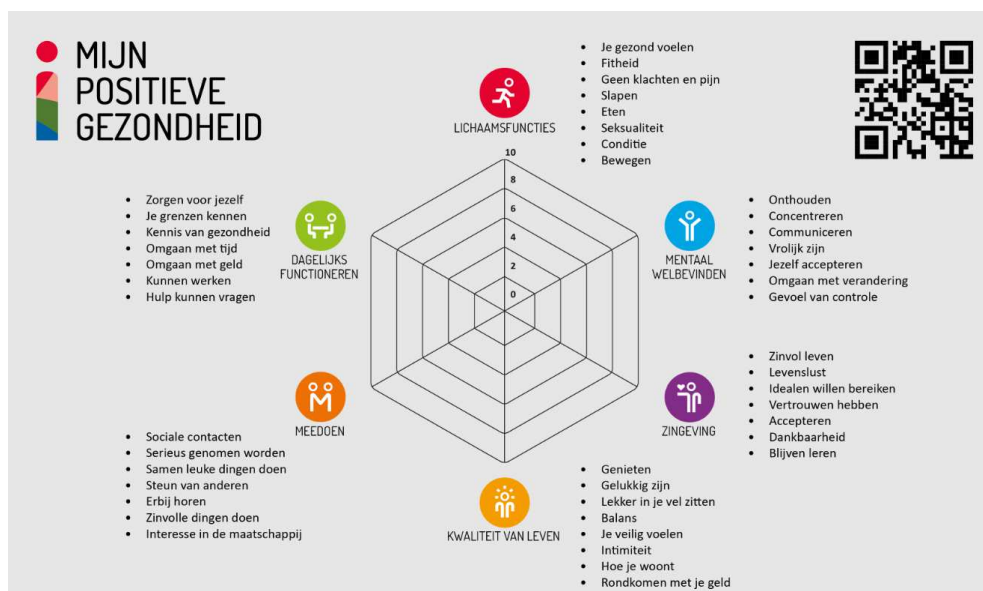 MIJN
POSITIEVE
GEZONDHEID
LICHAAMSFUNCTIES
• Je gezond voelen
• Fitheid
• Geen klachten en pijn
• Slapen
• Eten
• Seksualiteit
• Conditie
• Bewegen
10
8
6
4
2
0
• Zorgen voor jezelf
• Je grenzen kennen
• Kennis van gezondheid
• Omgaan met tijd
• Omgaan met geld
• Kunnen werken
• Hulp kunnen vragen
DAGELIJKS
FUNCTIONEREN
MENTAAL
WELBEVINDEN
• Onthouden
• Concentreren
• Communiceren
• Vrolijk zijn
• Jezelf accepteren
• Omgaan met verandering
• Gevoel van controle
MEEDOEN
• Sociale contacten
• Serieus genomen worden
• Samen leuke dingen doen
• Steun van anderen
• Erbij horen
• Zinvolle dingen doen
• Interesse in de maatschappij
ZINGEVING
• Zinvol leven
• Levenslust
• Idealen willen bereiken
• Vertrouwen hebben
• Accepteren
• Dankbaarheid
• Blijven leren
KWALITEIT VAN LEVEN
• Genieten
• Gelukkig zijn
• Lekker in je vel zitten
• Balans
• Je veilig voelen
• Intimiteit
• Hoe je woont
• Rondkomen met je geld